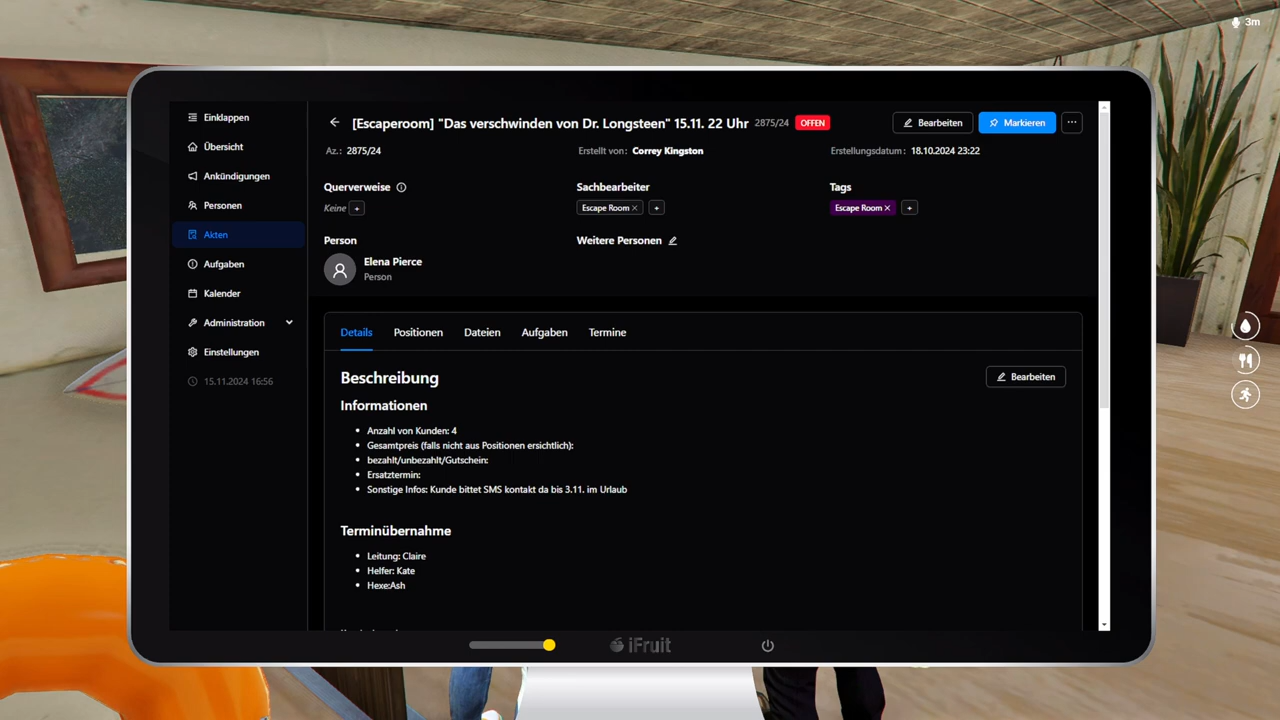 3m
Einklappen
Übersicht
Ankündigungen
Personen
Akten
Aufgaben
Kalender
Administration
Einstellungen
15.11.2024 16:56
[Escaperoom] "Das verschwinden von Dr. Longsteen" 15.11. 22 Uhr 2875/24 OFFEN
Bearbeiten
Markieren
Az.: 2875/24
Erstellt von: Correy Kingston
Erstellungsdatum: 18.10.2024 23:22
Querverweise
Keine +
Sachbearbeiter
Escape Room × +
Tags
Escape Room × +
Person
Elena Pierce
Person
Weitere Personen
Details Positionen Dateien Aufgaben Termine
Beschreibung
Bearbeiten
Informationen
• Anzahl von Kunden: 4
• Gesamtpreis (falls nicht aus Positionen ersichtlich):
• bezahlt/unbezahlt/Gutschein:
• Ersatztermin:
• Sonstige Infos: Kunde bittet SMS kontakt da bis 3.11. im Urlaub
Terminübernahme
• Leitung: Claire
• Helfer: Kate
• Hexe:Ash
iFruit